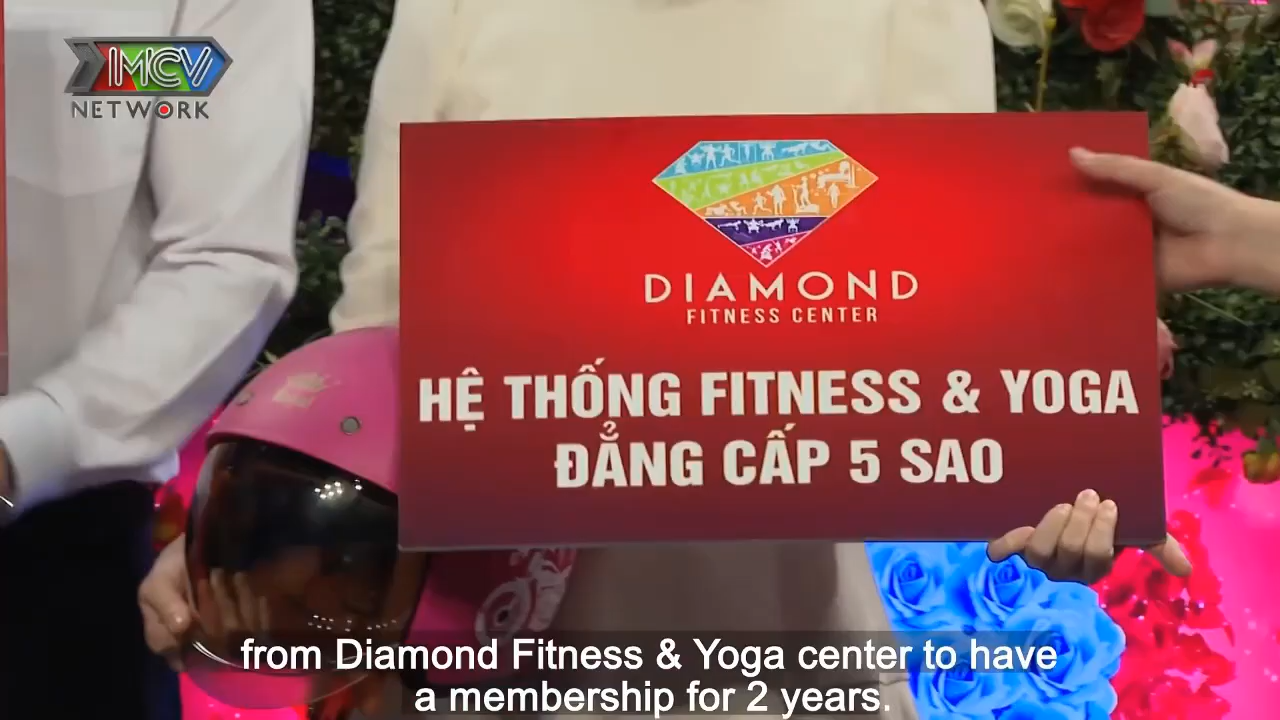 MCV
NETWORK
DIAMOND
FITNESS CENTER
HỆ THỐNG FITNESS & YOGA
ĐẲNG CẤP 5 SAO
from Diamond Fitness & Yoga center to have
a membership for 2 years.